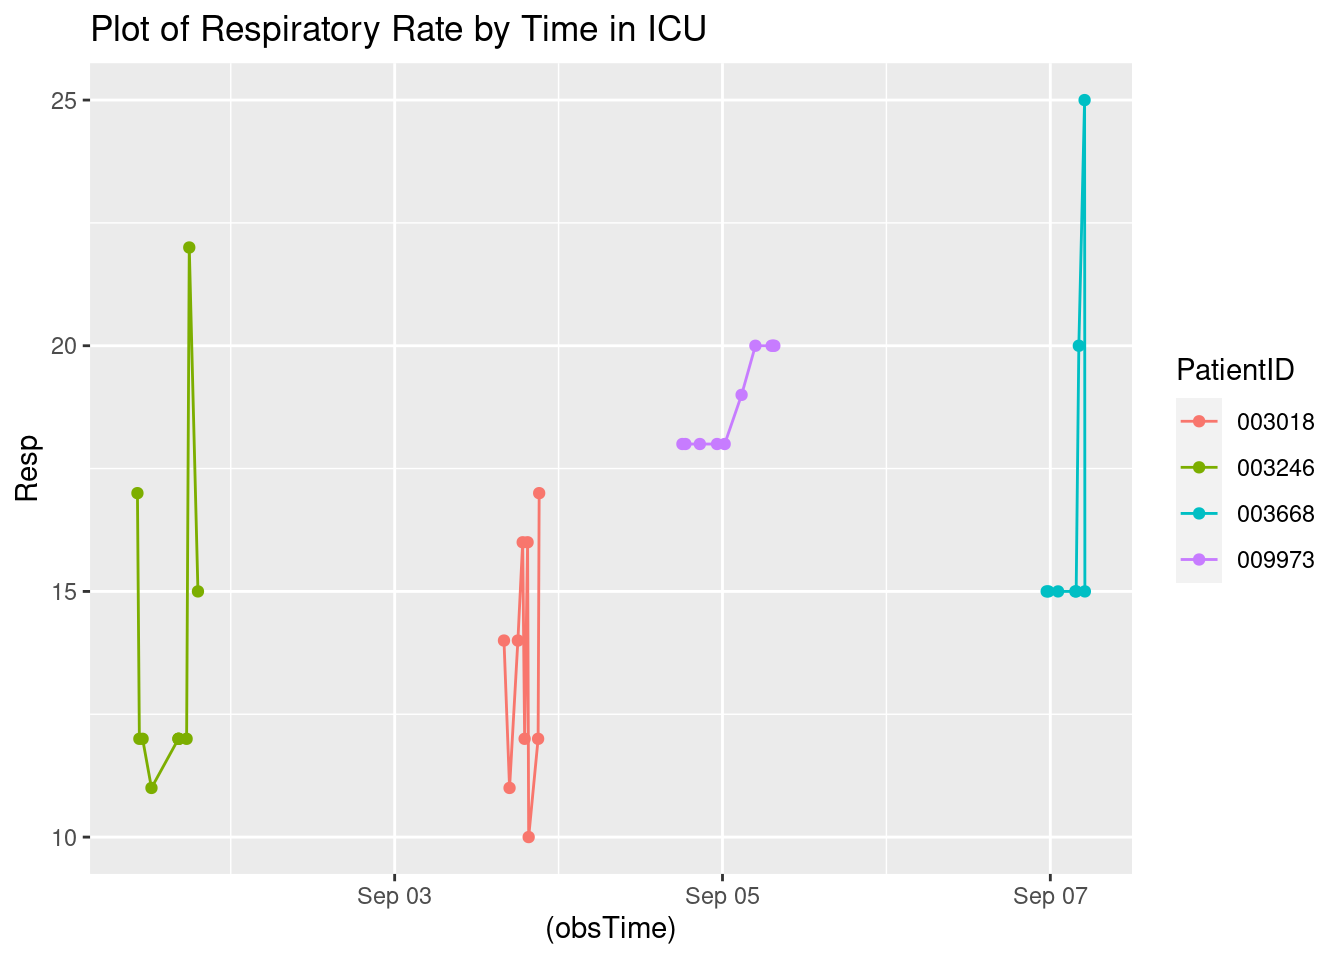 Plot of Respiratory Rate by Time in ICU
25
20
15
10
Resp
Sep 03
Sep 05
Sep 07
(obsTime)
PatientID
003018
003246
003668
009973